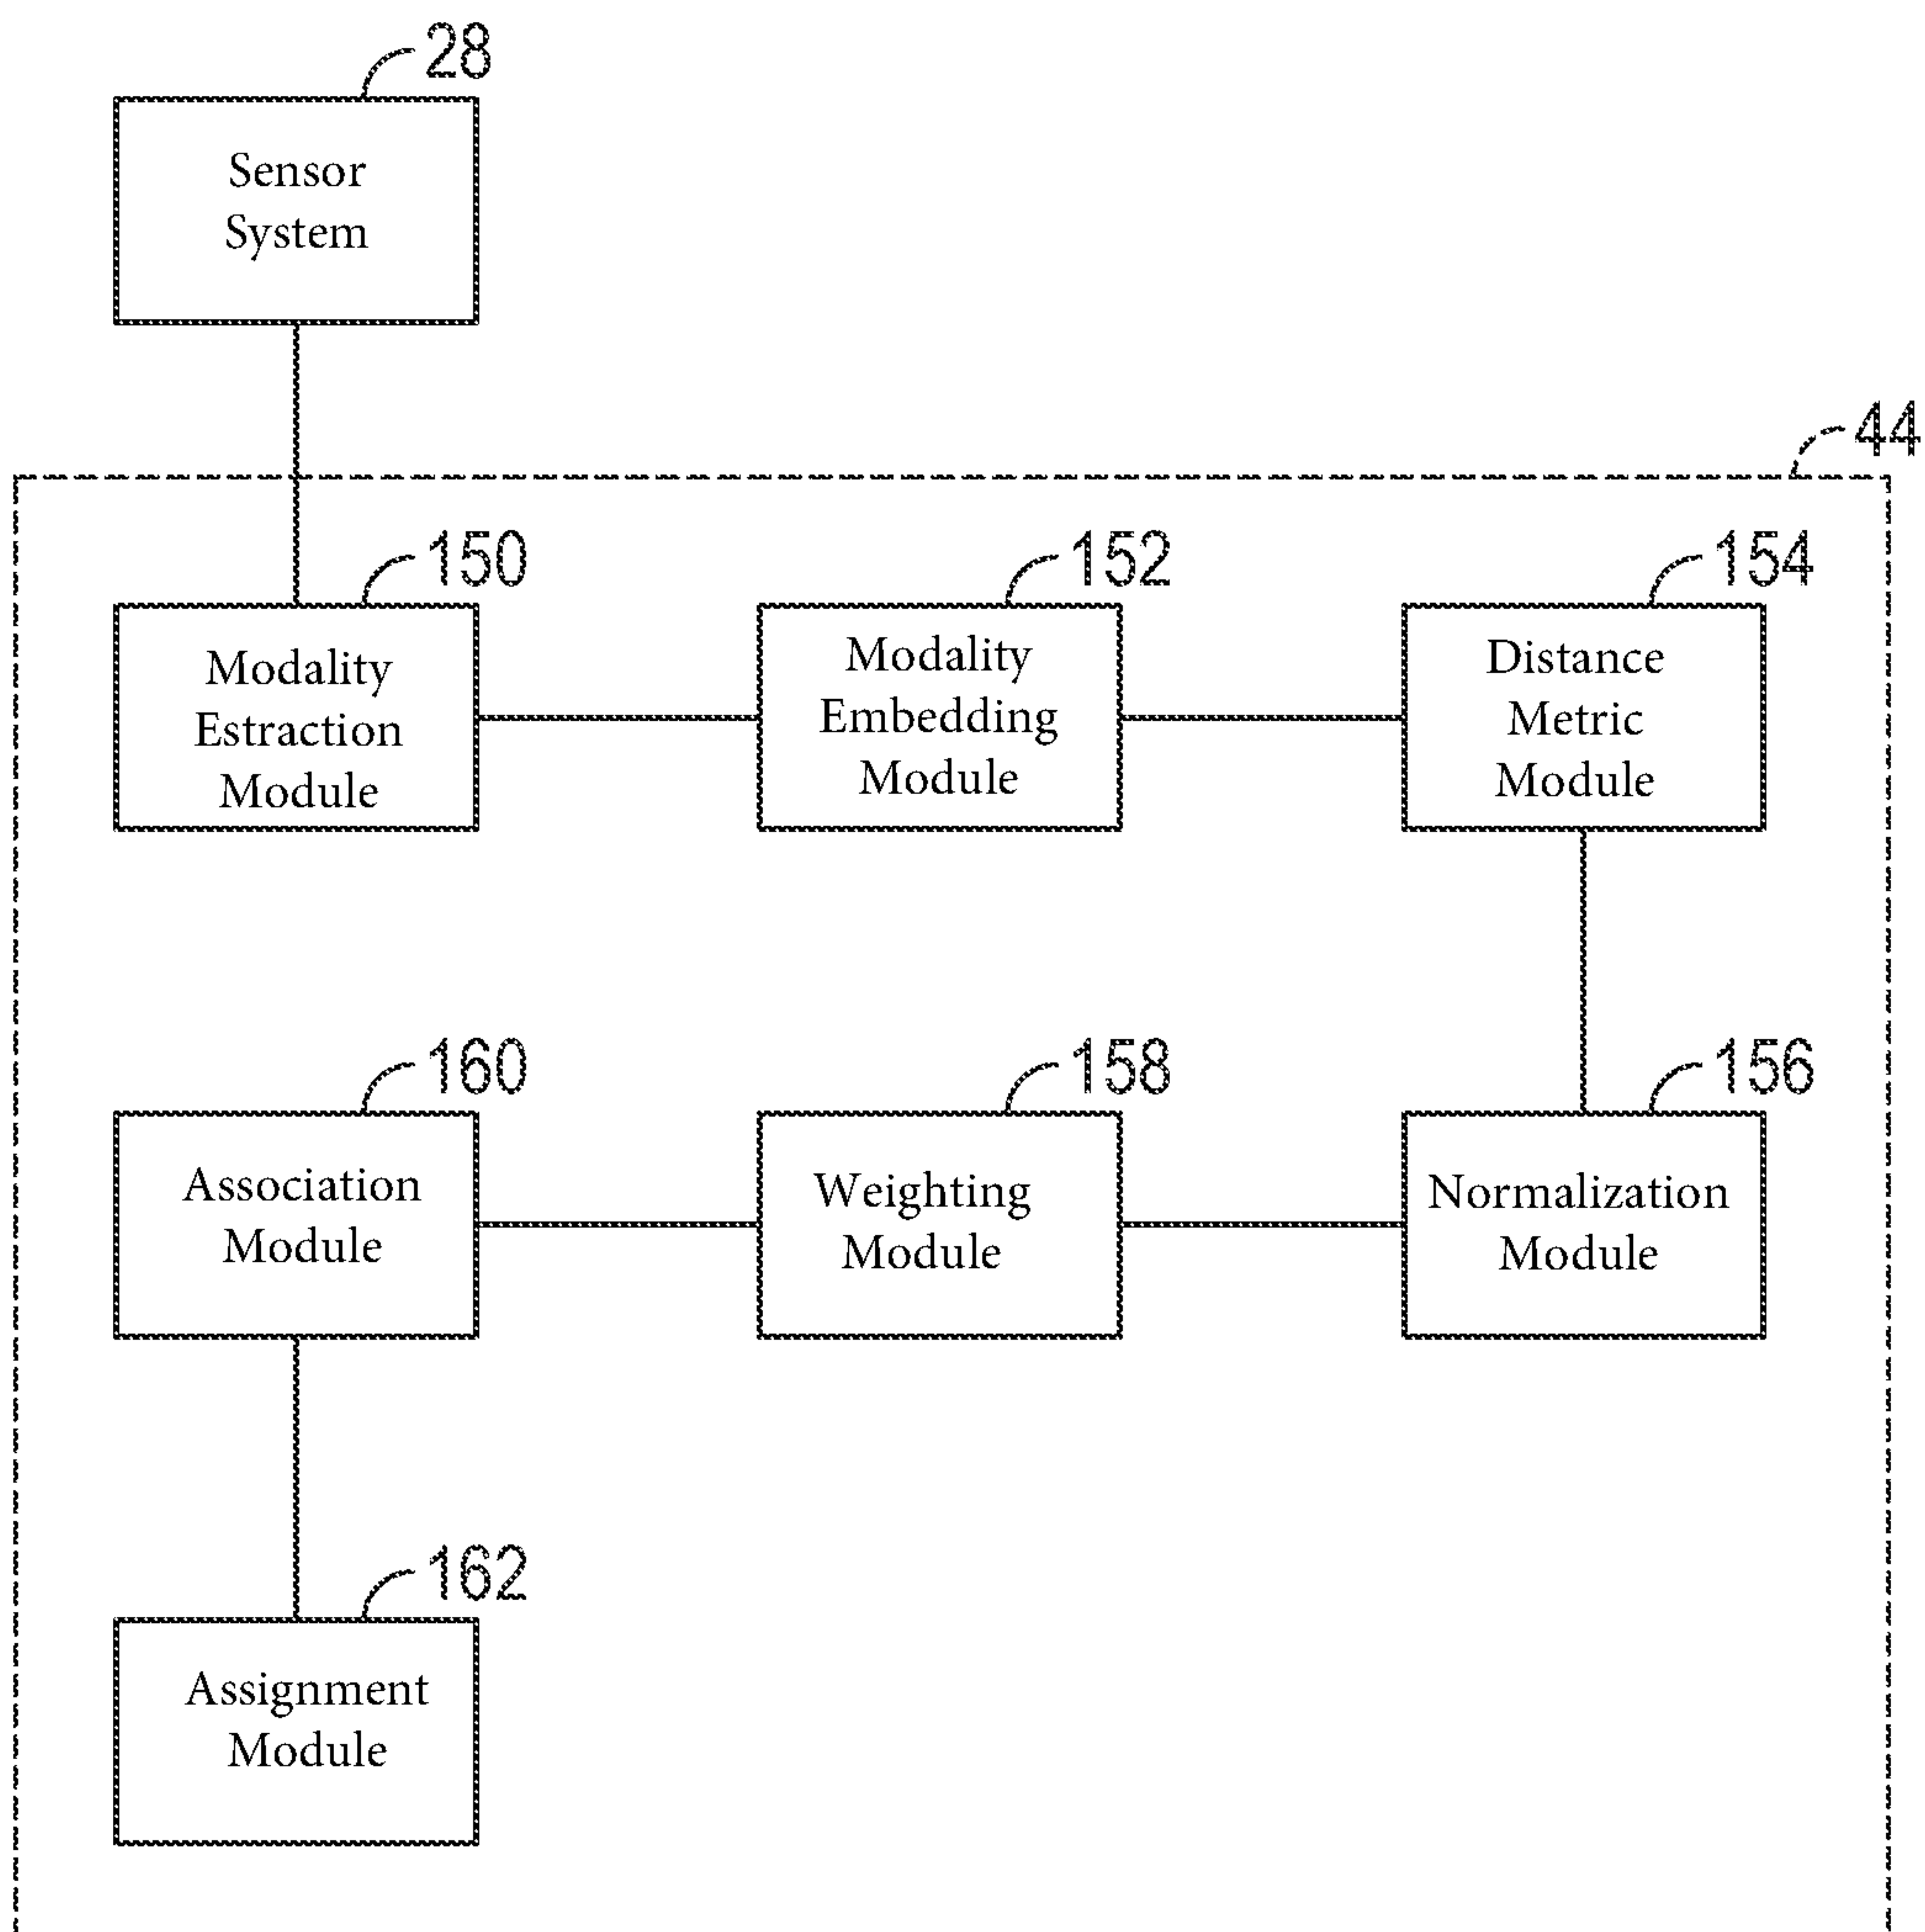 28
Sensor
System
44
150
152
154
Modality
Estraction
Module
Modality
Embedding
Module
Distance
Metric
Module
160
158
156
Association
Module
Weighting
Module
Normalization
Module
162
Assignment
Module